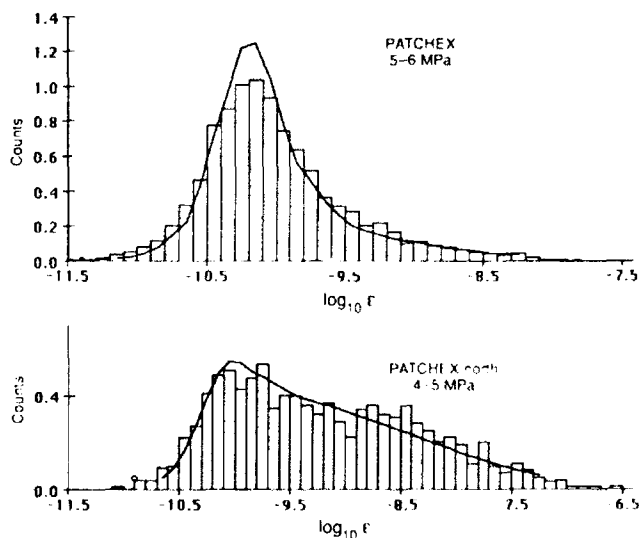 1.4
1.2
1.0
0.8
0.6
0.4
0.2
0.0
Counts
PATCHEX
5-6 MPa
-11.5 -10.5 -9.5 -8.5 -7.5
log10 ε
0.4
0.0
Counts
PATCHEX north
4-5 MPa
-11.5 -10.5 -9.5 -8.5 -7.5 -6.5
log10 ε